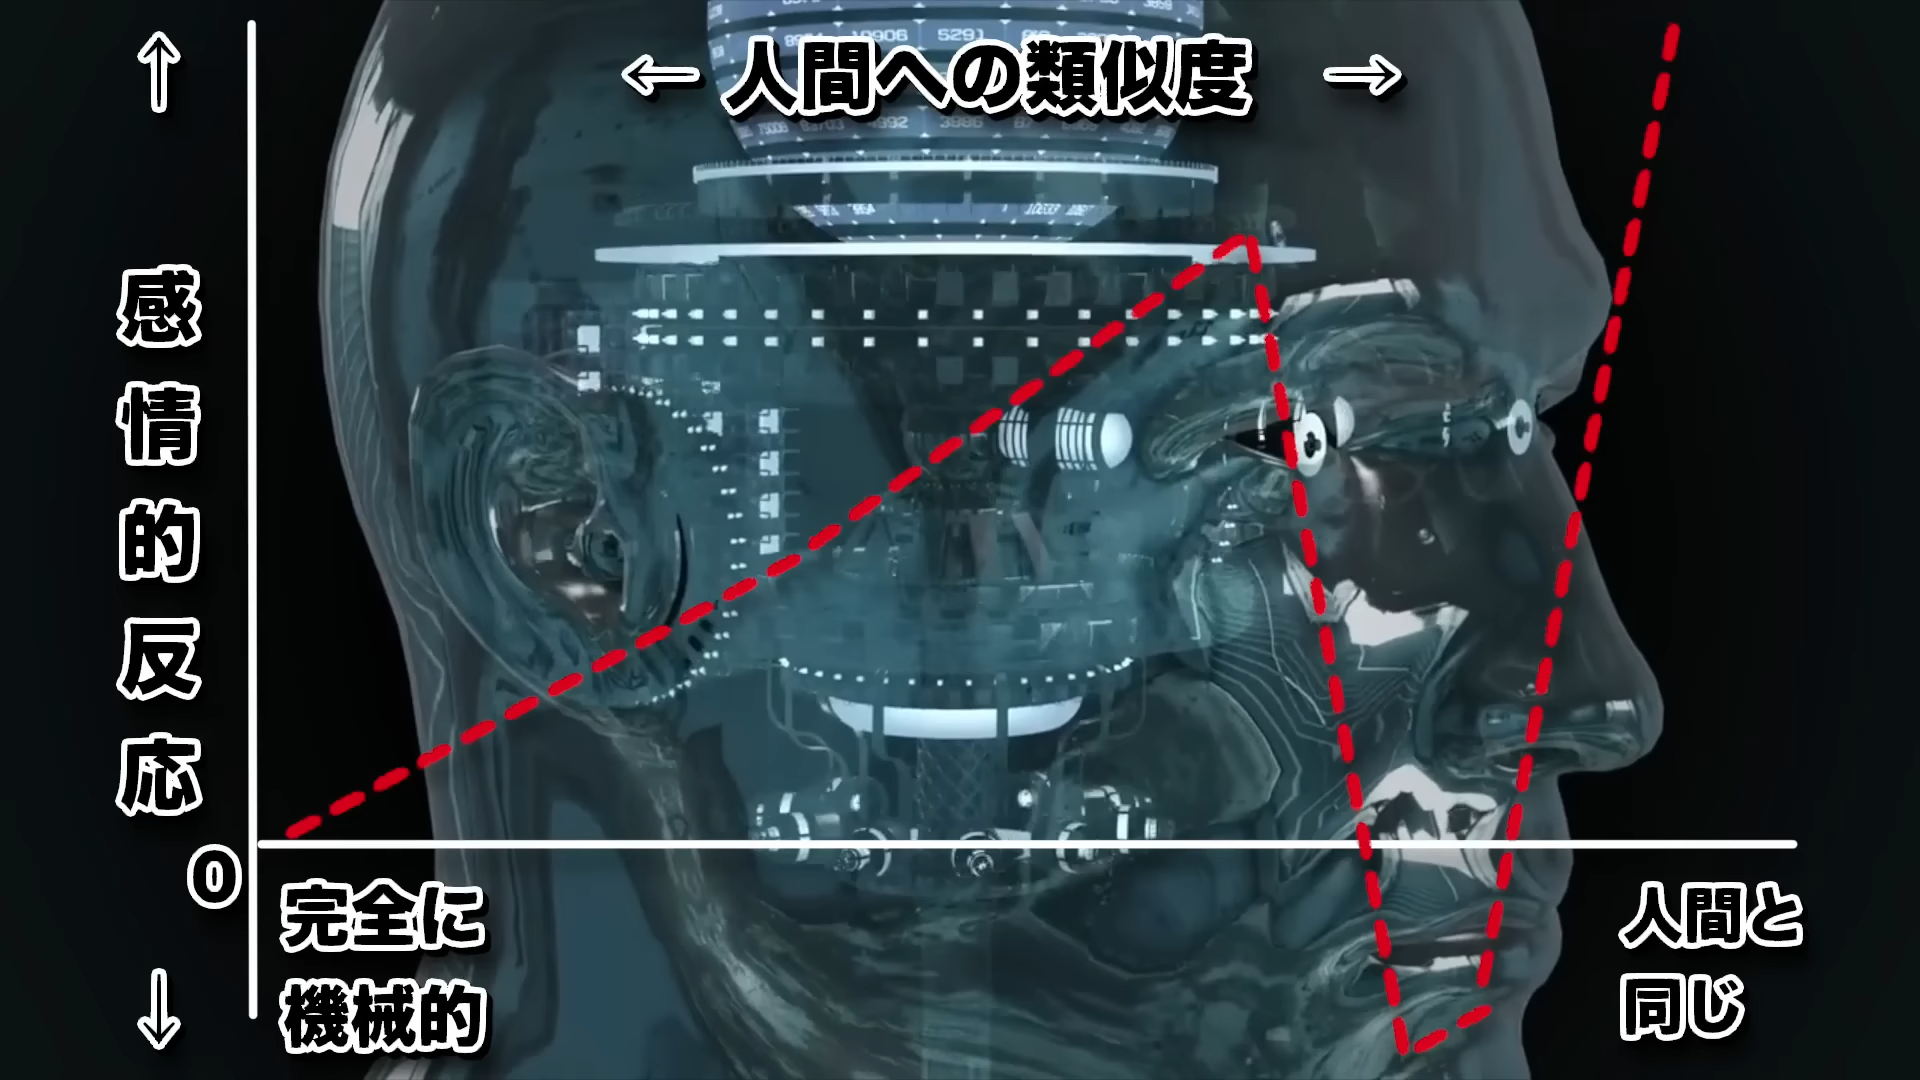 ← 人間への類似度 →
↑
感情的反応
↓
0
完全に
機械的
人間と
同じ
5291